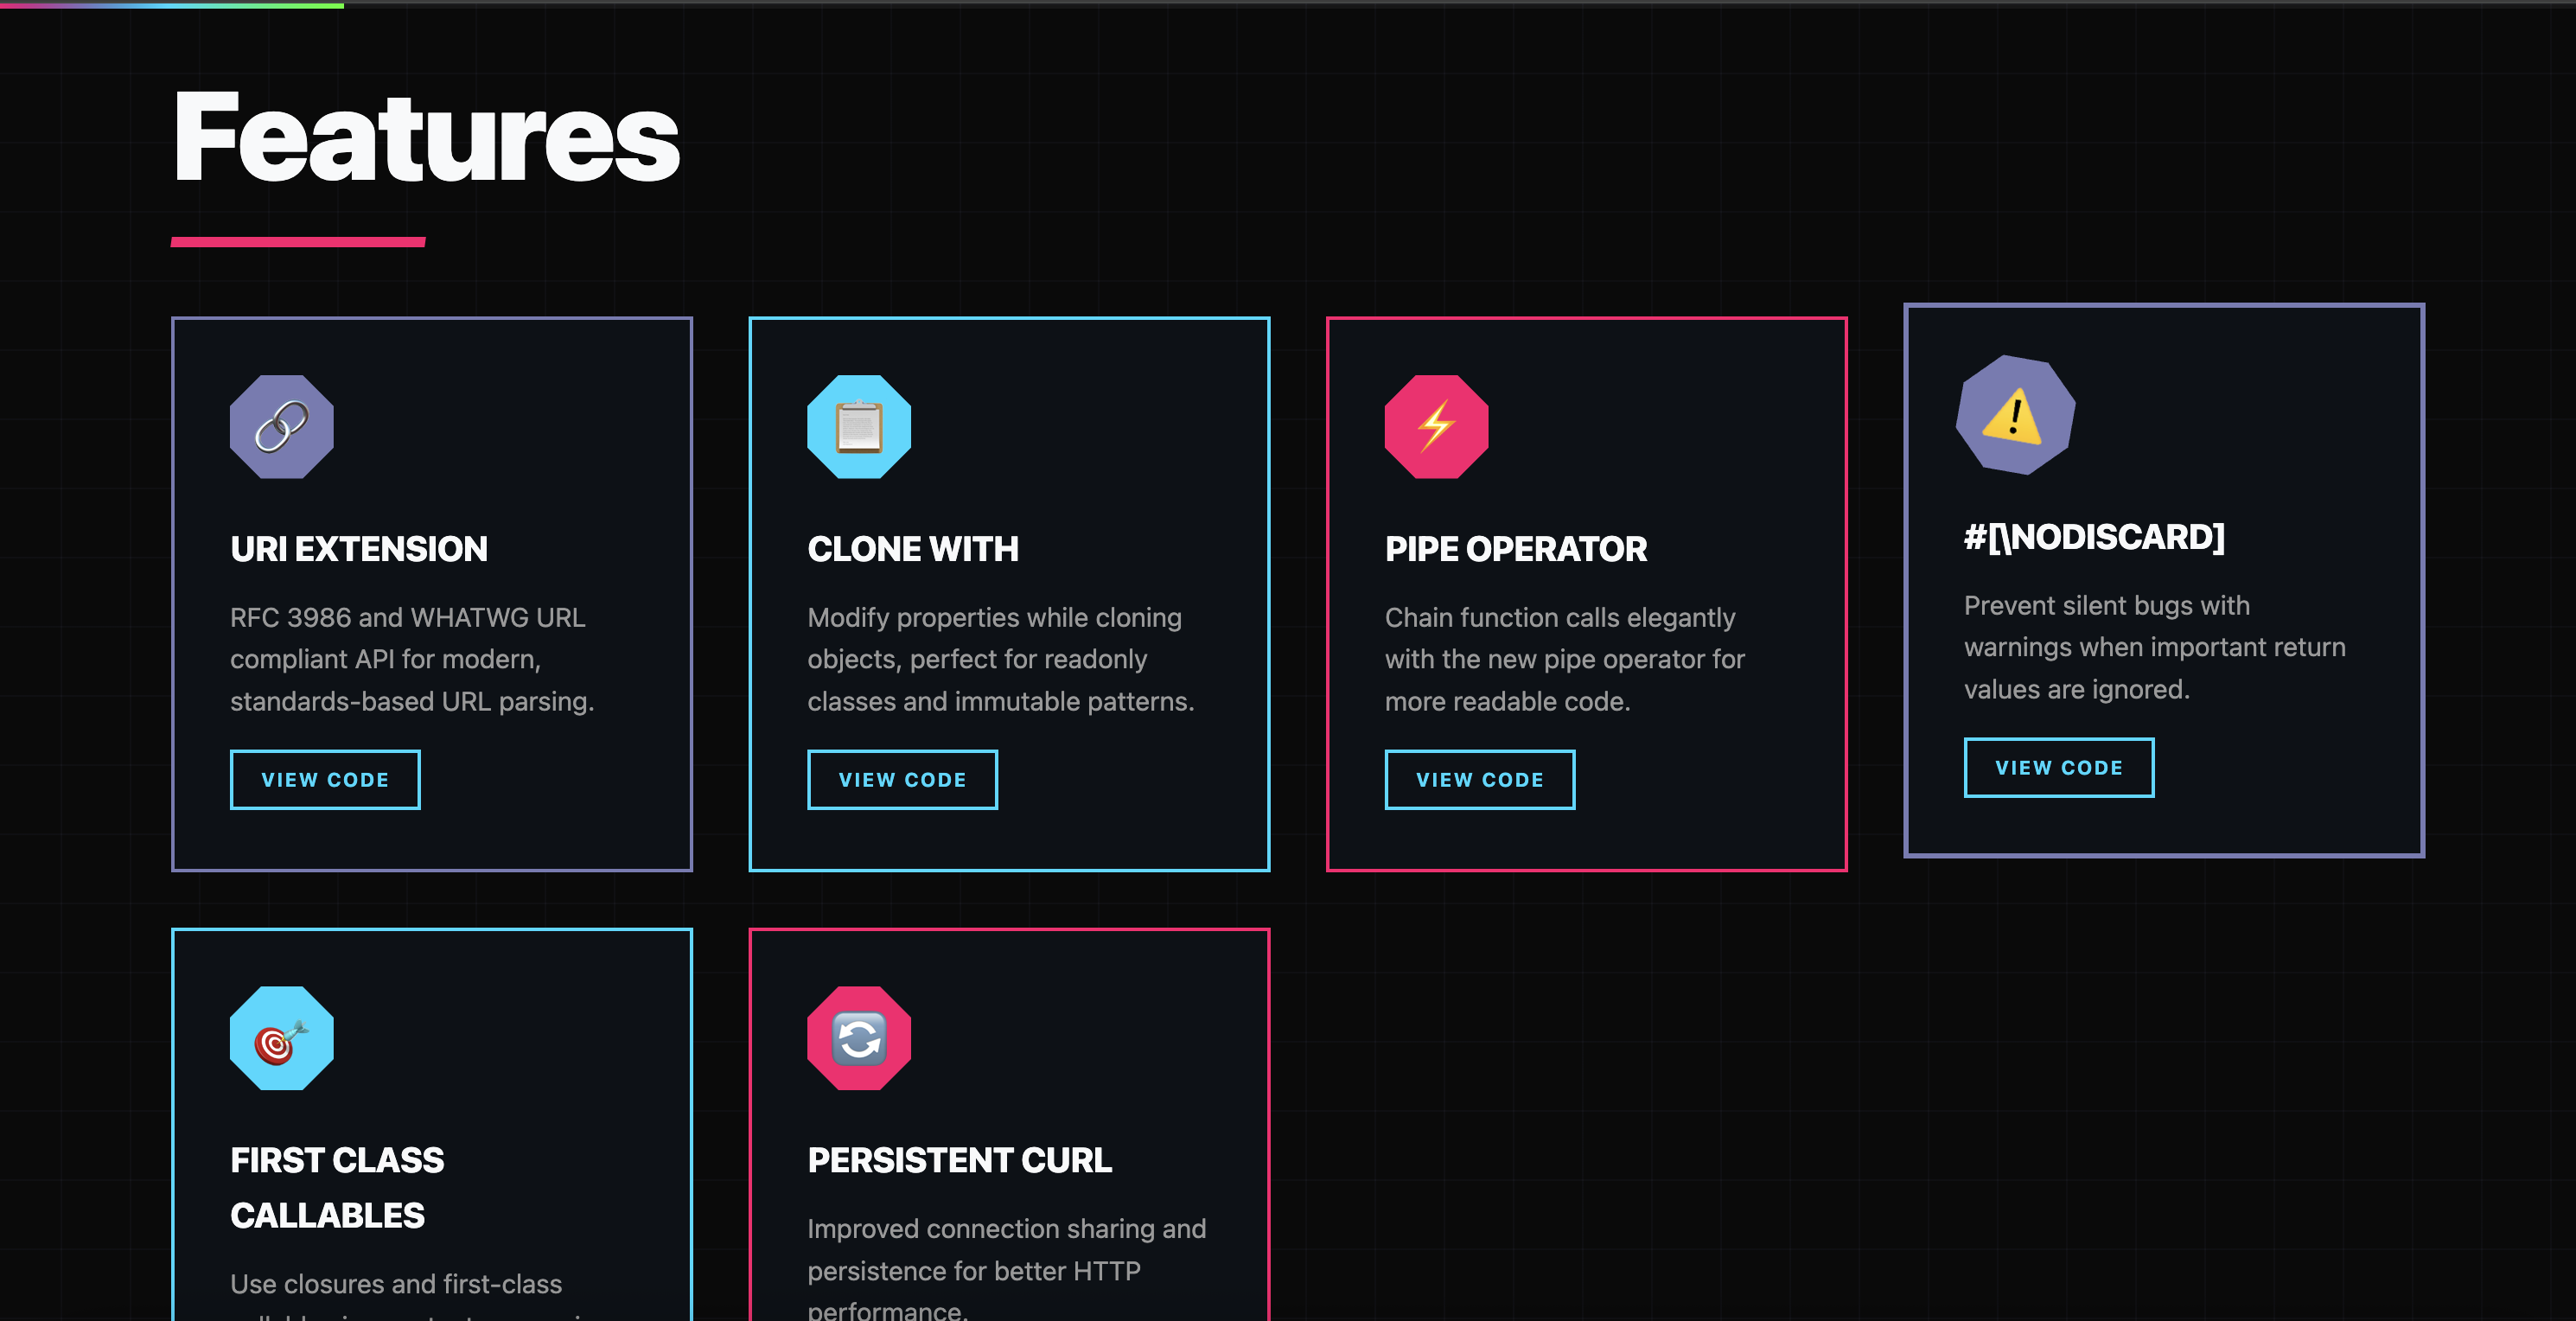 Features
URI EXTENSION
RFC 3986 and WHATWG URL
compliant API for modern,
standards-based URL parsing.
VIEW CODE
CLONE WITH
Modify properties while cloning
objects, perfect for readonly
classes and immutable patterns.
VIEW CODE
PIPE OPERATOR
Chain function calls elegantly
with the new pipe operator for
more readable code.
VIEW CODE
#[\NODISCARD]
Prevent silent bugs with
warnings when important return
values are ignored.
VIEW CODE
FIRST CLASS
CALLABLES
Use closures and first-class
PERSISTENT CURL
Improved connection sharing and
persistence for better HTTP
performance.